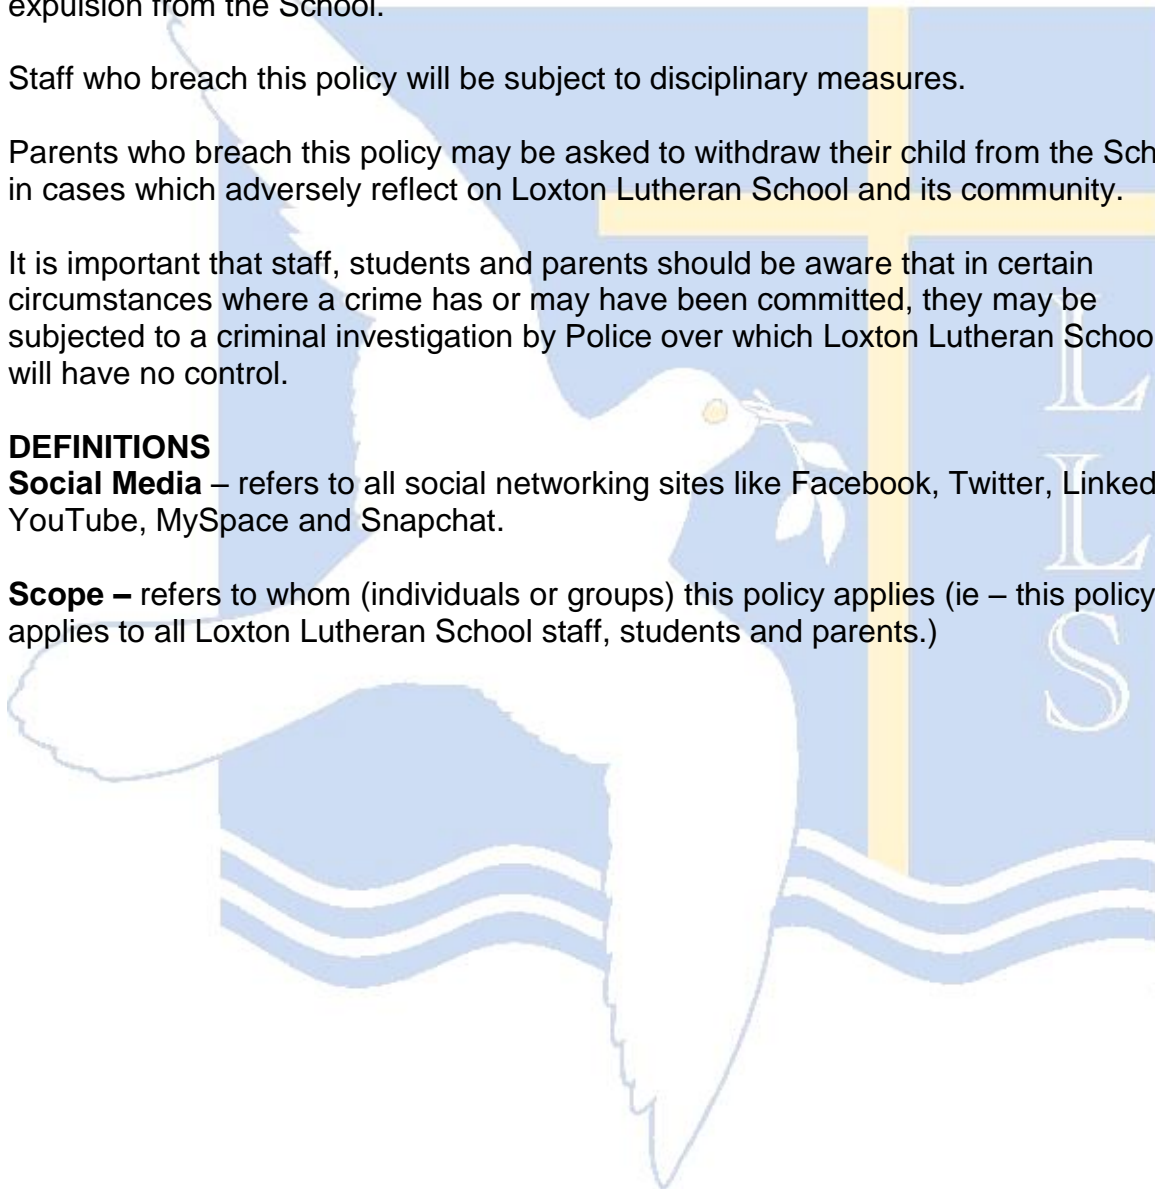 expulsion from the School.
Staff who breach this policy will be subject to disciplinary measures.
Parents who breach this policy may be asked to withdraw their child from the Sch
in cases which adversely reflect on Loxton Lutheran School and its community.
It is important that staff, students and parents should be aware that in certain
circumstances where a crime has or may have been committed, they may be
subjected to a criminal investigation by Police over which Loxton Lutheran Schoo
will have no control.
DEFINITIONS
Social Media – refers to all social networking sites like Facebook, Twitter, Linked
YouTube, MySpace and Snapchat.
Scope – refers to whom (individuals or groups) this policy applies (ie – this policy
applies to all Loxton Lutheran School staff, students and parents.)
L
L
S